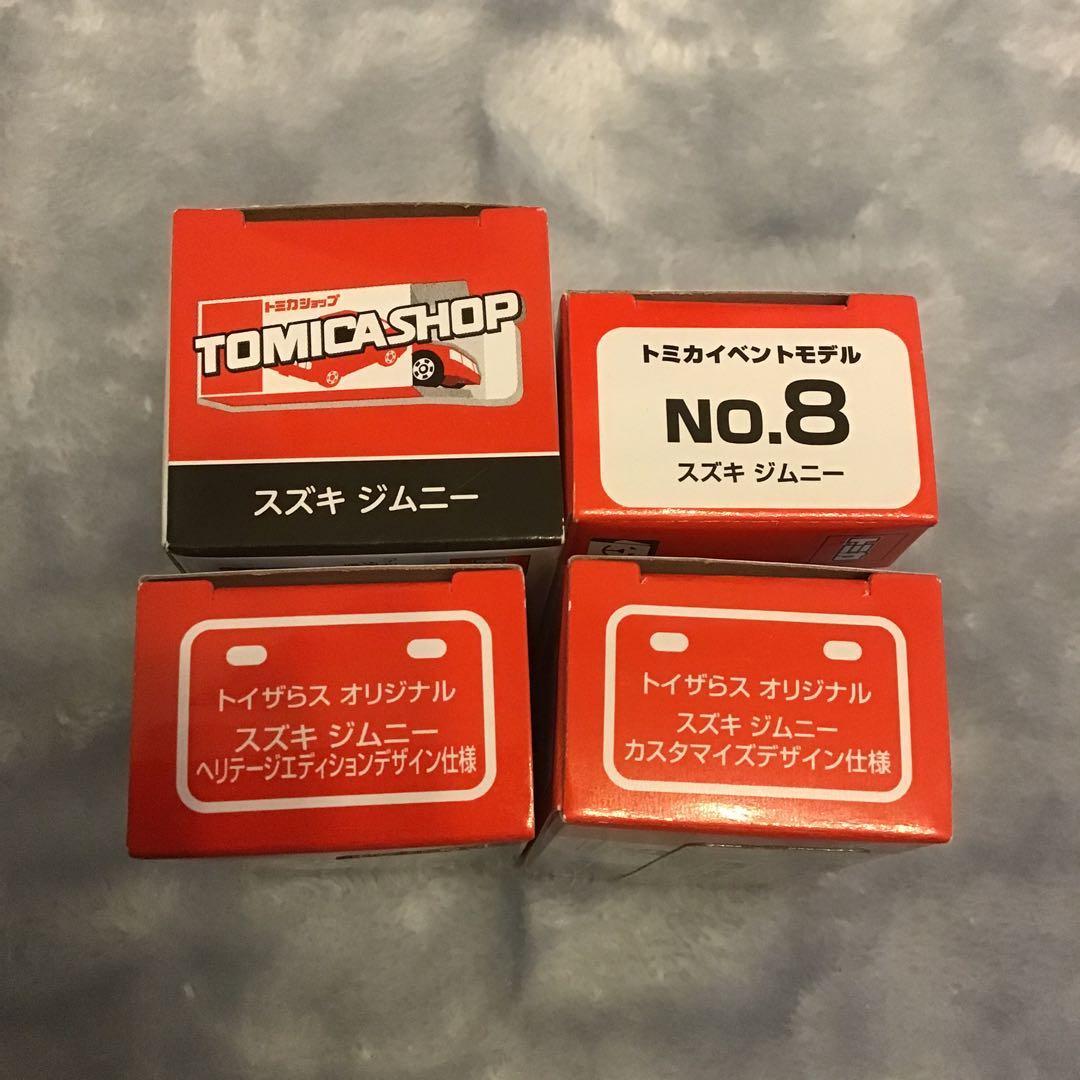 トミカショップ
TOMICASHOP
スズキ ジムニー
トミカイベントモデル
NO.8
スズキ ジムニー
トイザらス オリジナル
スズキ ジムニー
ヘリテージエディションデザイン仕様
トイザらス オリジナル
スズキ ジムニー
カスタマイズデザイン仕様